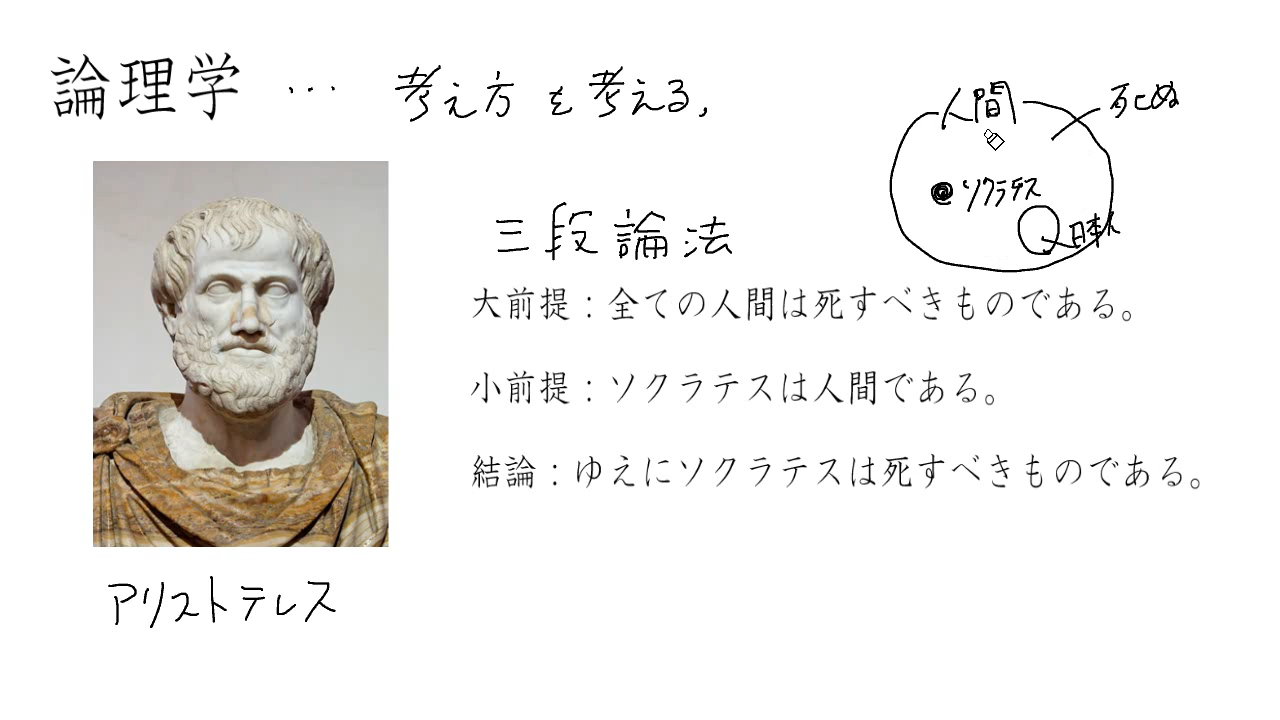 論理学 … 考え方を考える,
人間
死ぬ
ソクラテス
日本人
三段論法
大前提：全ての人間は死すべきものである。
小前提：ソクラテスは人間である。
結論：ゆえにソクラテスは死すべきものである。
アリストテレス